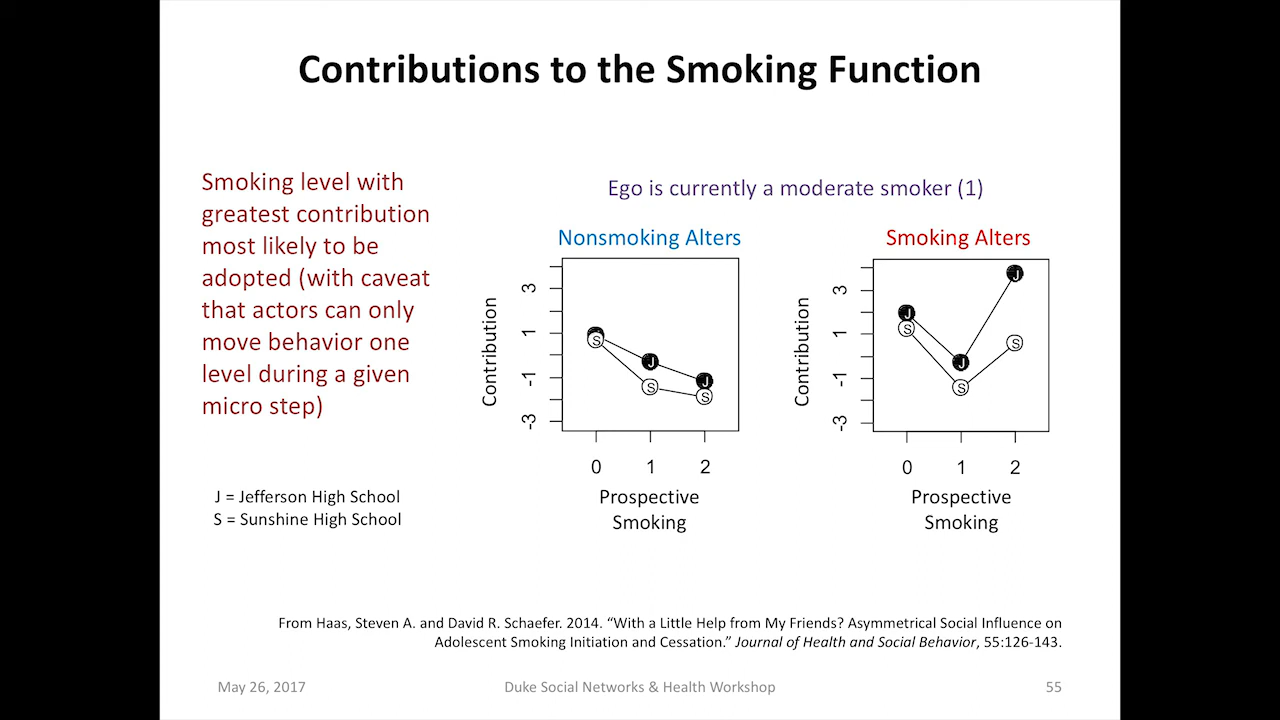 Contributions to the Smoking Function
Smoking level with
greatest contribution
most likely to be
adopted (with caveat
that actors can only
move behavior one
level during a given
micro step)
J = Jefferson High School
S = Sunshine High School
Ego is currently a moderate smoker (1)
Nonsmoking Alters
Contribution
3
1
-1
-3
J
S
J
S
J
S
0 1 2
Prospective
Smoking
Smoking Alters
Contribution
3
1
-1
-3
J
S
J
S
J
S
0 1 2
Prospective
Smoking
From Haas, Steven A. and David R. Schaefer. 2014. “With a Little Help from My Friends? Asymmetrical Social Influence on
Adolescent Smoking Initiation and Cessation.” Journal of Health and Social Behavior, 55:126-143.
May 26, 2017
Duke Social Networks & Health Workshop
55